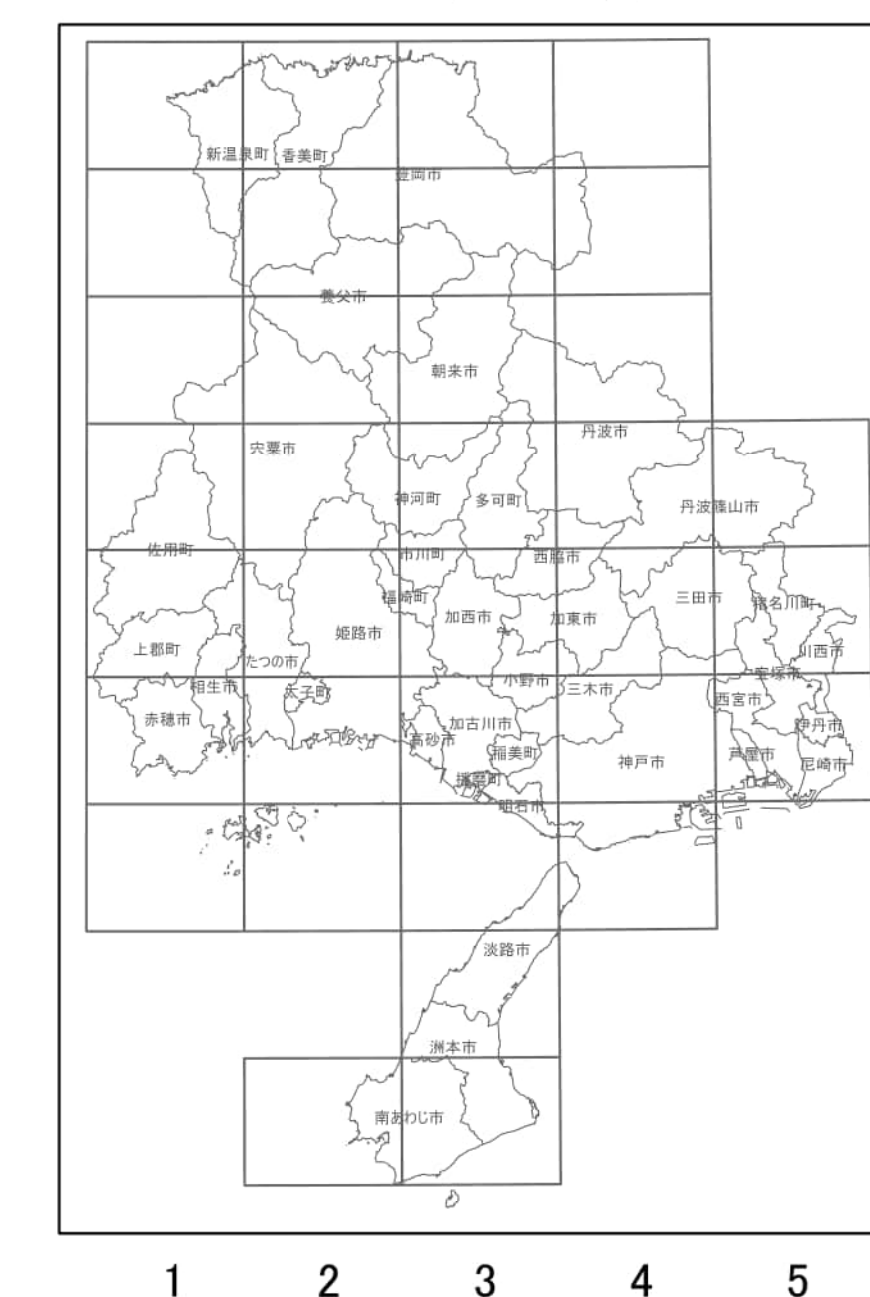 新温泉町
香美町
豊岡市
養父市
朝来市
丹波市
宍粟市
神河町
多可町
丹波篠山市
佐用町
市川町
西脇市
福崎町
加西市
加東市
三田市
猪名川町
姫路市
上郡町
たつの市
川西市
相生市
太子町
小野市
三木市
宝塚市
西宮市
赤穂市
加古川市
高砂市
稲美町
伊丹市
神戸市
芦屋市
尼崎市
播磨町
明石市
淡路市
洲本市
南あわじ市
1 2 3 4 5